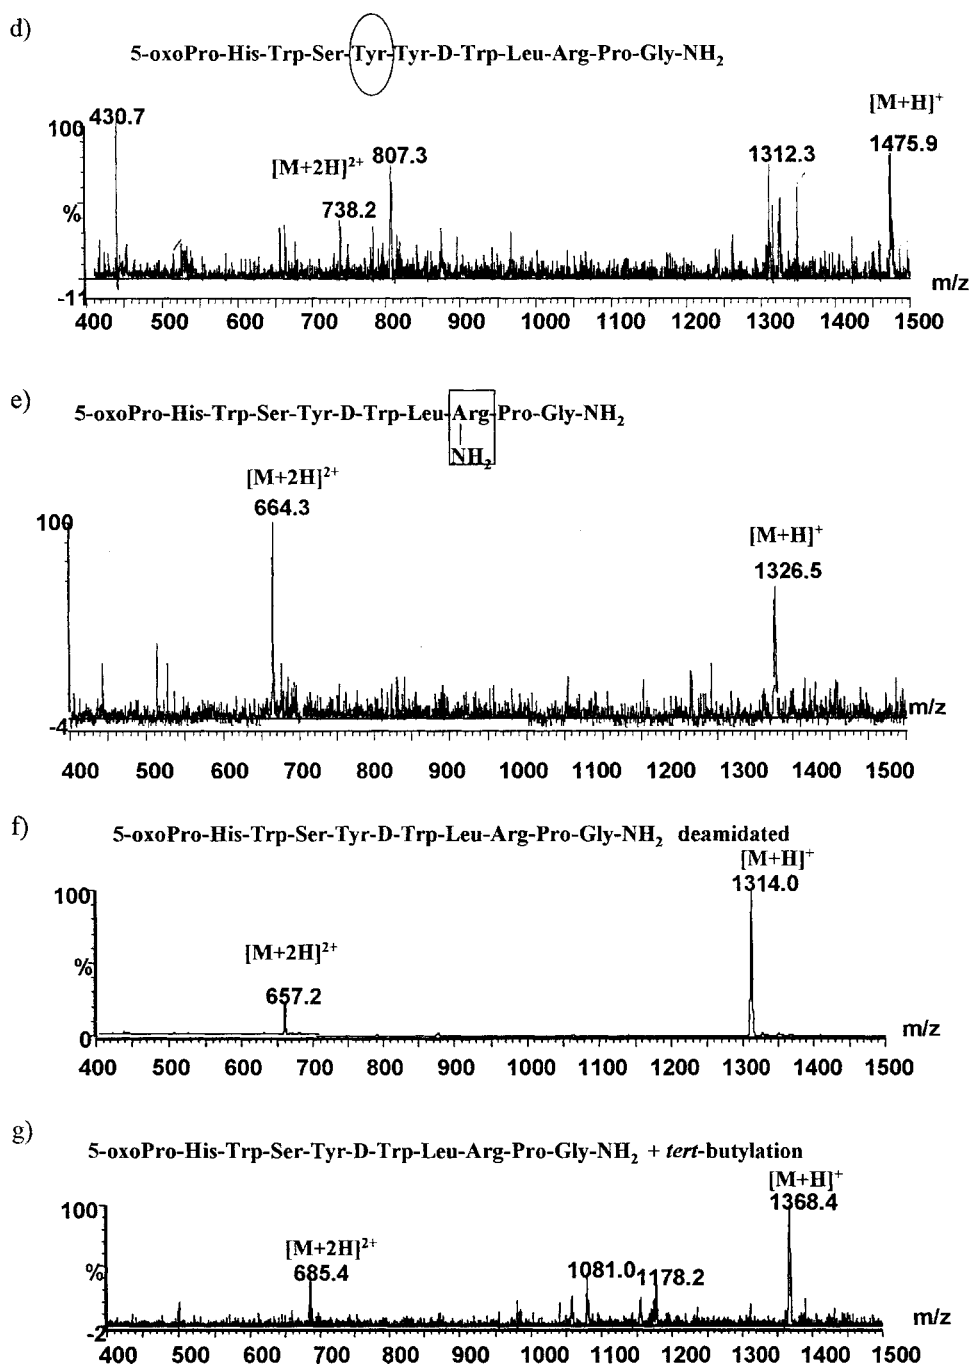 d)
5-oxoPro-His-Trp-Ser-Tyr-Tyr-D-Trp-Leu-Arg-Pro-Gly-NH2
[M+H]+
100 430.7
1475.9
[M+2H]2+ 807.3 1312.3
% 738.2
-11
m/z
400 500 600 700 800 900 1000 1100 1200 1300 1400 1500
e)
5-oxoPro-His-Trp-Ser-Tyr-D-Trp-Leu-Arg-Pro-Gly-NH2
NH2
[M+2H]2+
664.3
100
[M+H]+
1326.5
m/z
-4
400 500 600 700 800 900 1000 1100 1200 1300 1400 1500
f)
5-oxoPro-His-Trp-Ser-Tyr-D-Trp-Leu-Arg-Pro-Gly-NH2 deamidated
[M+H]+
100 1314.0
[M+2H]2+
%
657.2
0 m/z
400 500 600 700 800 900 1000 1100 1200 1300 1400 1500
g)
5-oxoPro-His-Trp-Ser-Tyr-D-Trp-Leu-Arg-Pro-Gly-NH2 + tert-butylation
[M+H]+
100 1368.4
[M+2H]2+
% 685.4 1081.0 1178.2
-2 m/z
400 500 600 700 800 900 1000 1100 1200 1300 1400 1500